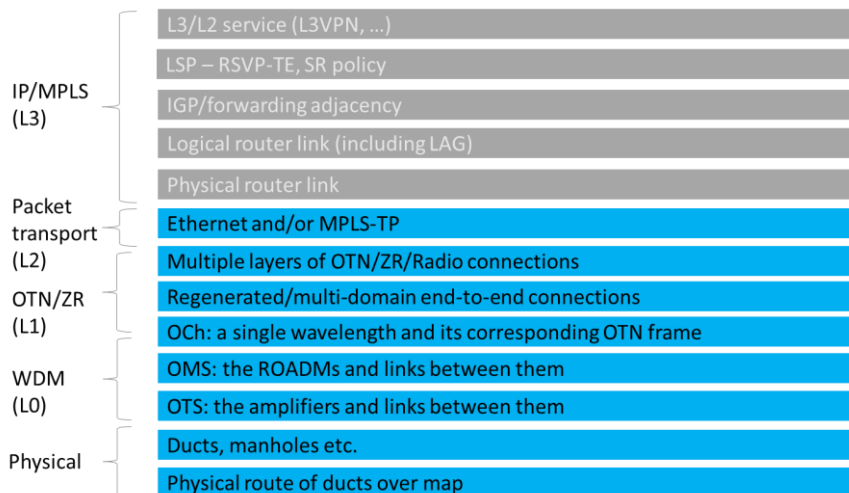 L3/L2 service (L3VPN, ...)
LSP – RSVP-TE, SR policy
IP/MPLS
(L3)
IGP/forwarding adjacency
Logical router link (including LAG)
Physical router link
Packet
transport
(L2)
Ethernet and/or MPLS-TP
Multiple layers of OTN/ZR/Radio connections
OTN/ZR
(L1)
Regenerated/multi-domain end-to-end connections
OCh: a single wavelength and its corresponding OTN frame
WDM
(L0)
OMS: the ROADMs and links between them
OTS: the amplifiers and links between them
Physical
Ducts, manholes etc.
Physical route of ducts over map